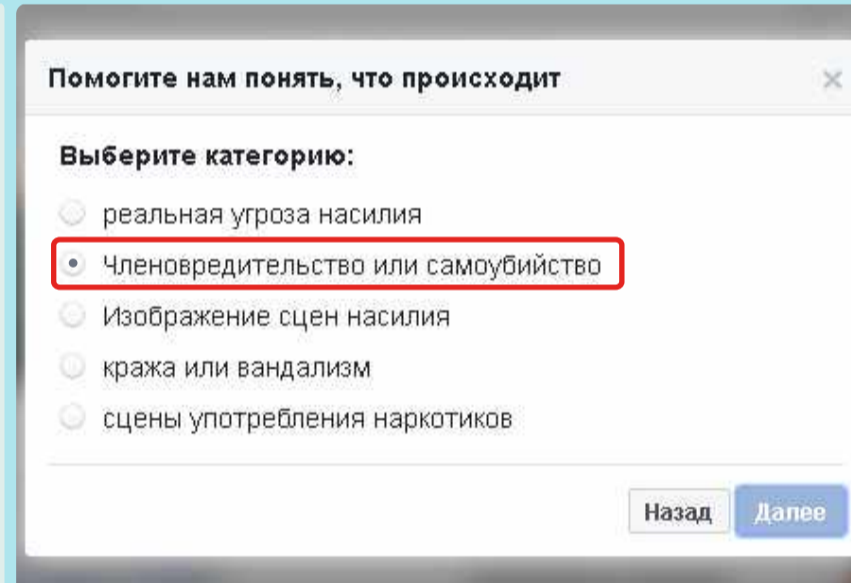 Помогите нам понять, что происходит
Выберите категорию:
реальная угроза насилия
Членовредительство или самоубийство
Изображение сцен насилия
кража или вандализм
сцены употребления наркотиков
Назад Далее